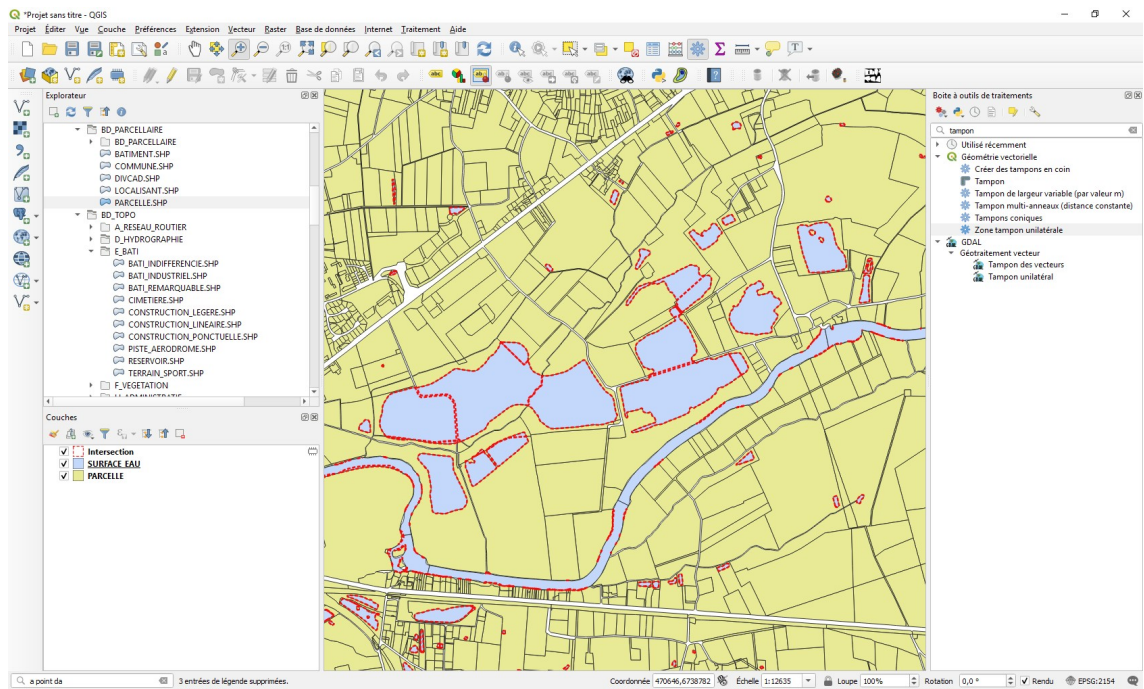 *Projet sans titre - QGIS
Projet Éditer Vue Couche Préférences Extension Vecteur Raster Base de données Internet Traitement Aide
Explorateur
BD_PARCELLAIRE
BD_PARCELLAIRE
BATIMENT.SHP
COMMUNE.SHP
DIVCAD.SHP
LOCALISANT.SHP
PARCELLE.SHP
BD_TOPO
A_RESEAU_ROUTIER
D_HYDROGRAPHIE
E_BATI
BATI_INDIFFERENCIE.SHP
BATI_INDUSTRIEL.SHP
BATI_REMARQUABLE.SHP
CIMETIERE.SHP
CONSTRUCTION_LEGERE.SHP
CONSTRUCTION_LINEAIRE.SHP
CONSTRUCTION_PONCTUELLE.SHP
PISTE_AERODROME.SHP
RESERVOIR.SHP
TERRAIN_SPORT.SHP
F_VEGETATION
Couches
Intersection
SURFACE EAU
PARCELLE
Boite à outils de traitements
tampon
Utilisé récemment
Géométrie vectorielle
Créer des tampons en coin
Tampon
Tampon de largeur variable (par valeur m)
Tampon multi-anneaux (distance constante)
Tampons coniques
Zone tampon unilatérale
GDAL
Géotraitement vecteur
Tampon des vecteurs
Tampon unilatéral
a point da 3 entrées de légende supprimées. Coordonnée 470646,6738782 Échelle 1:12635 Loupe 100% Rotation 0,0 ° Rendu EPSG:2154